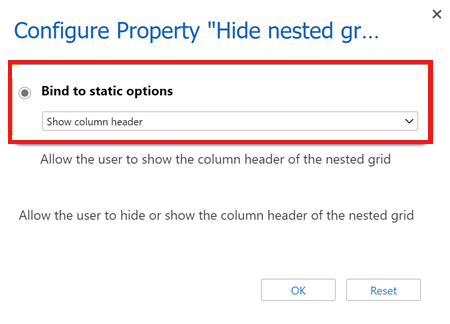 Configure Property "Hide nested gr...
Bind to static options
Show column header
Allow the user to show the column header of the nested grid
Allow the user to hide or show the column header of the nested grid
OK Reset